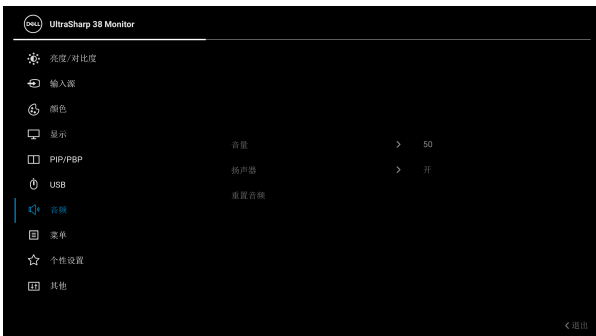 DELL UltraSharp 38 Monitor
亮度/对比度
输入源
颜色
显示
音量 50
PIP/PBP
扬声器 开
USB
重置音频
音频
菜单
个性设置
其他
退出